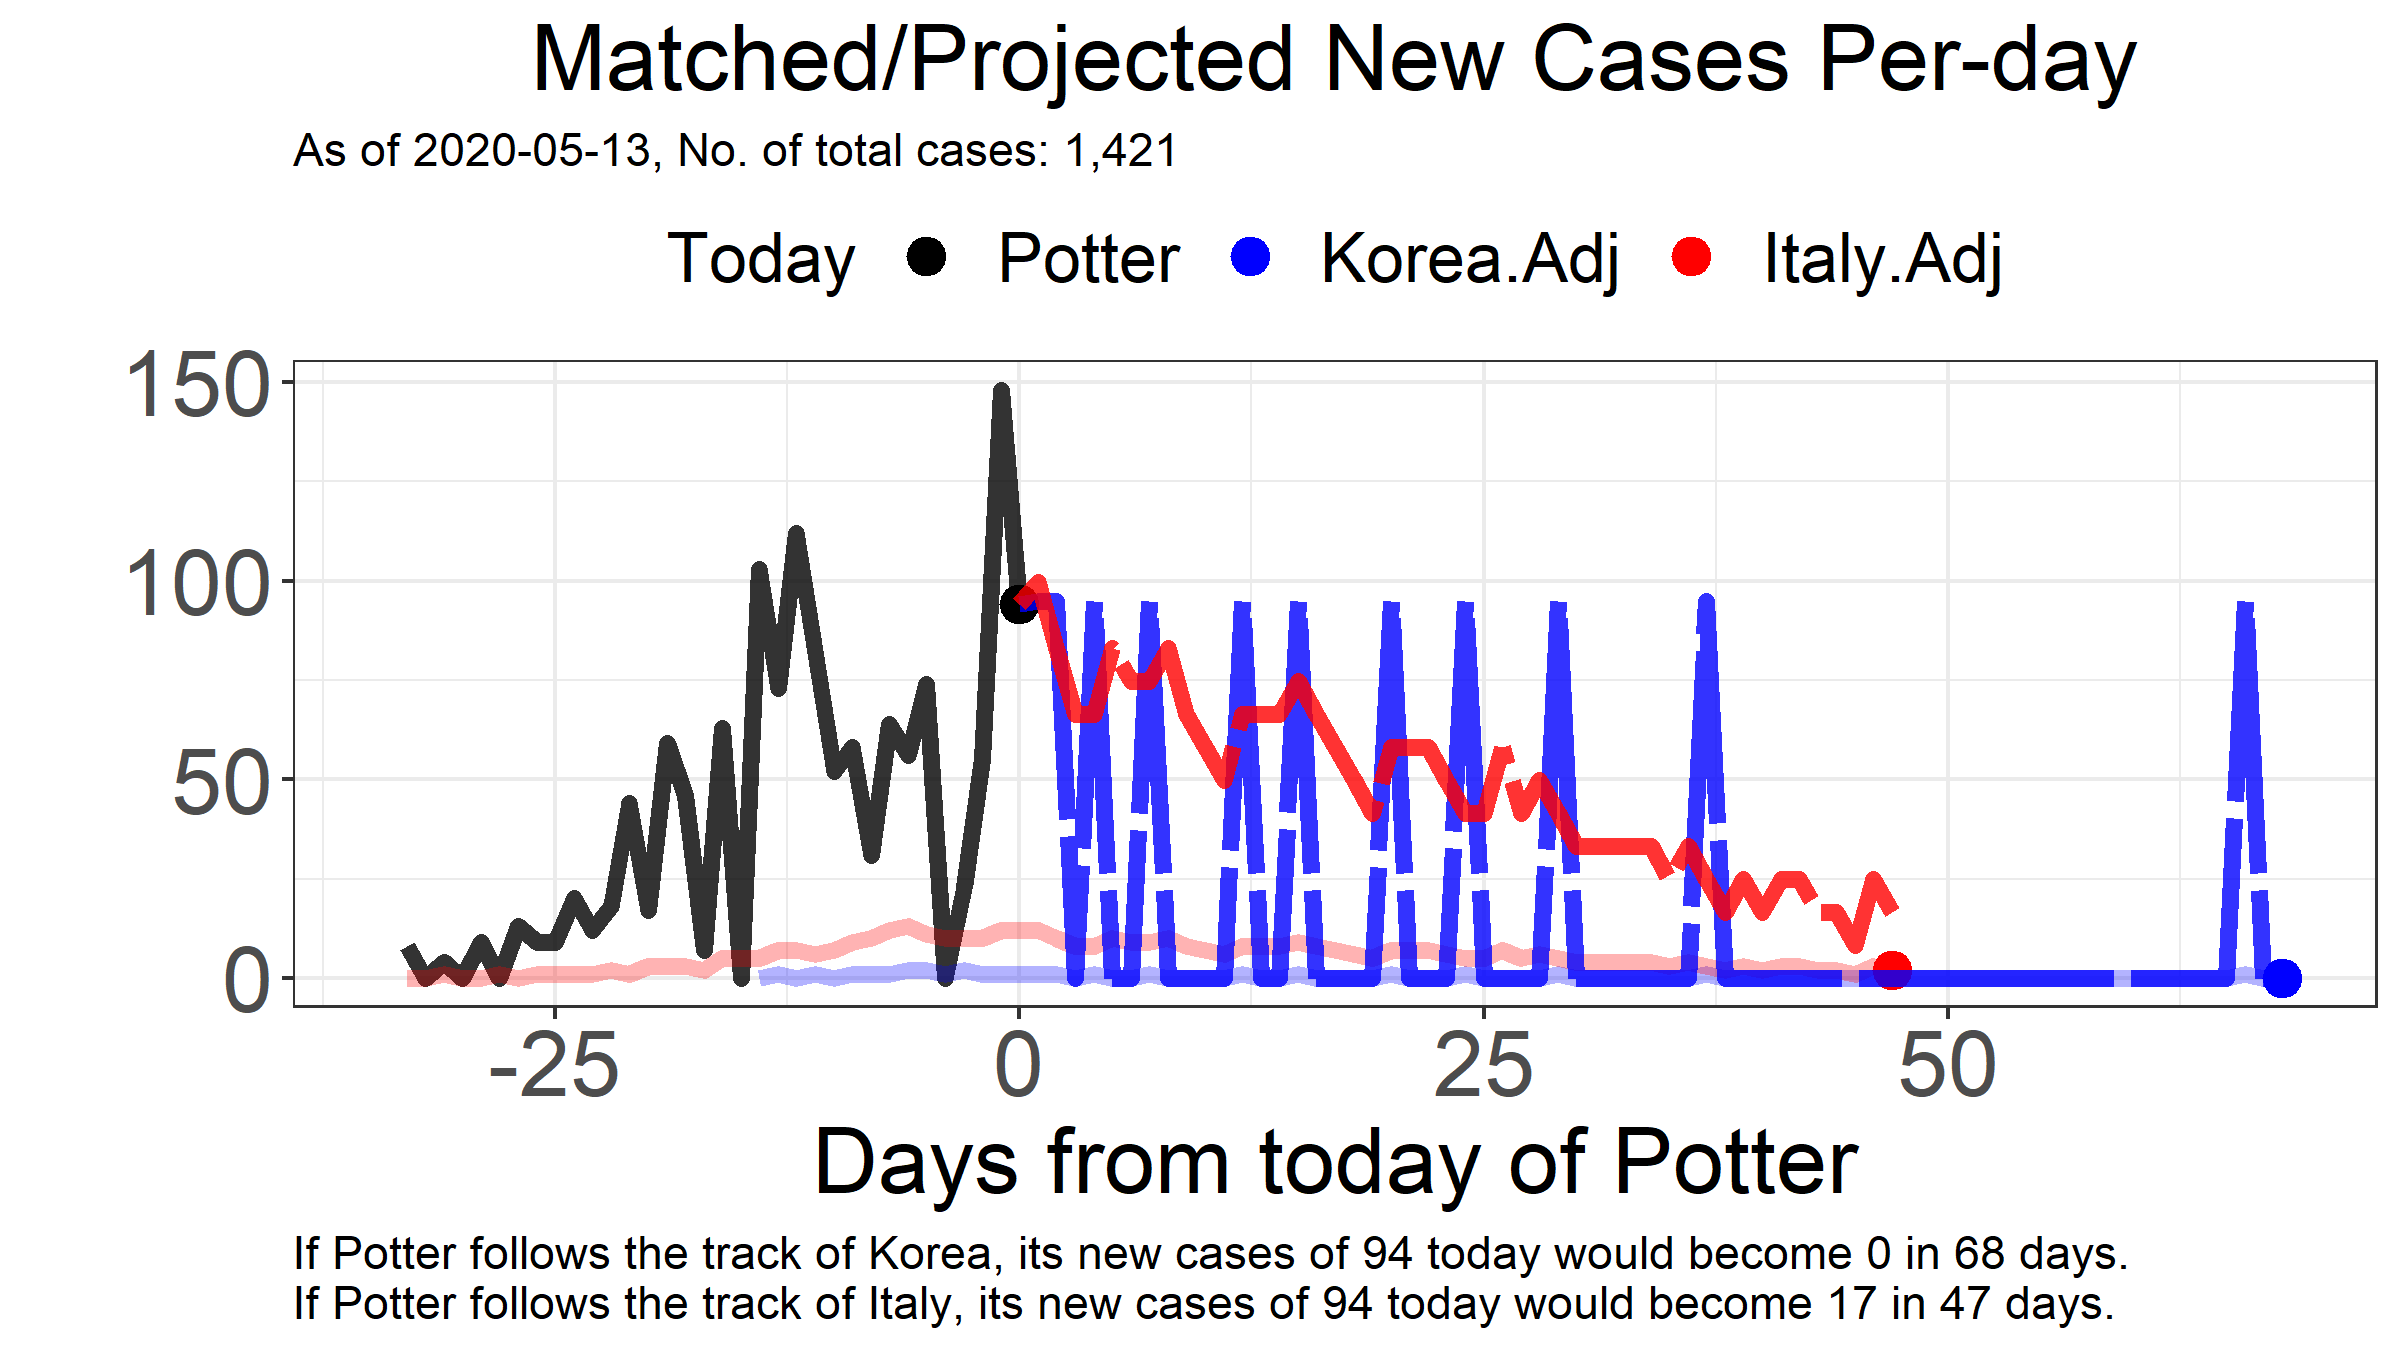 Matched/Projected New Cases Per-day
As of 2020-05-13, No. of total cases: 1,421
Today Potter Korea.Adj Italy.Adj
150
100
50
0
-25 0 25 50
Days from today of Potter
If Potter follows the track of Korea, its new cases of 94 today would become 0 in 68 days.
If Potter follows the track of Italy, its new cases of 94 today would become 17 in 47 days.